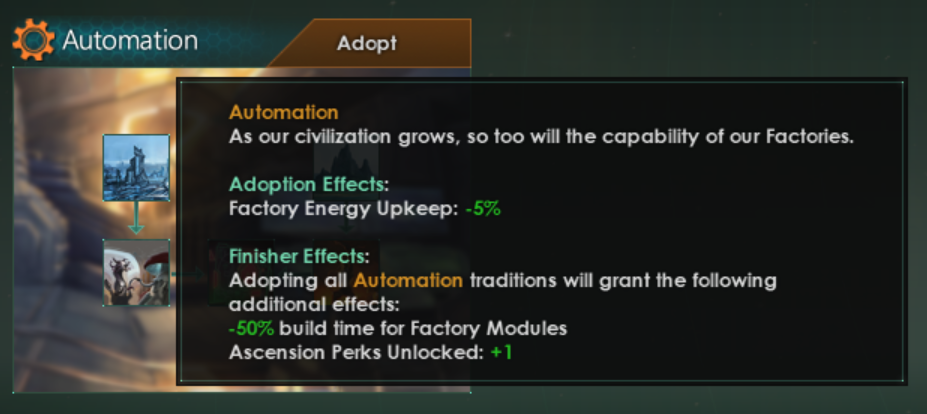 Automation
Adopt
Automation
As our civilization grows, so too will the capability of our Factories.
Adoption Effects:
Factory Energy Upkeep: -5%
Finisher Effects:
Adopting all Automation traditions will grant the following
additional effects:
-50% build time for Factory Modules
Ascension Perks Unlocked: +1